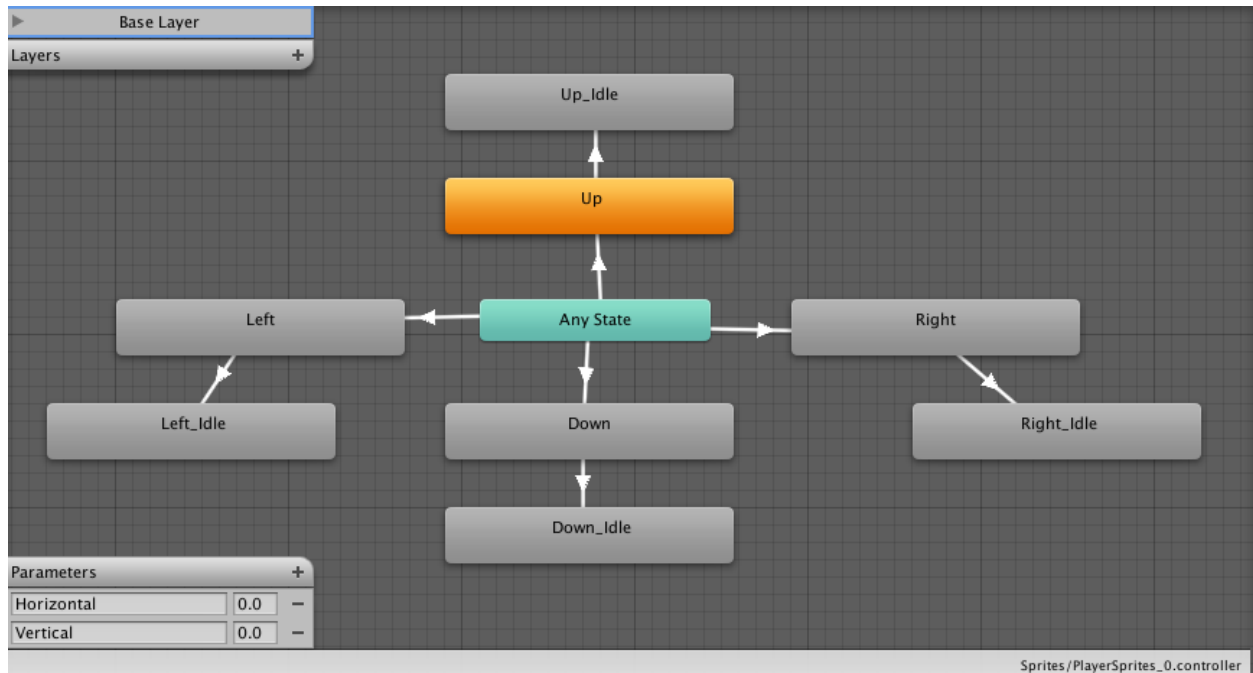 Base Layer
Layers +
Up_Idle
Up
Left
Any State
Right
Left_Idle
Down
Right_Idle
Down_Idle
Parameters +
Horizontal 0.0 −
Vertical 0.0 −
Sprites/PlayerSprites_0.controller